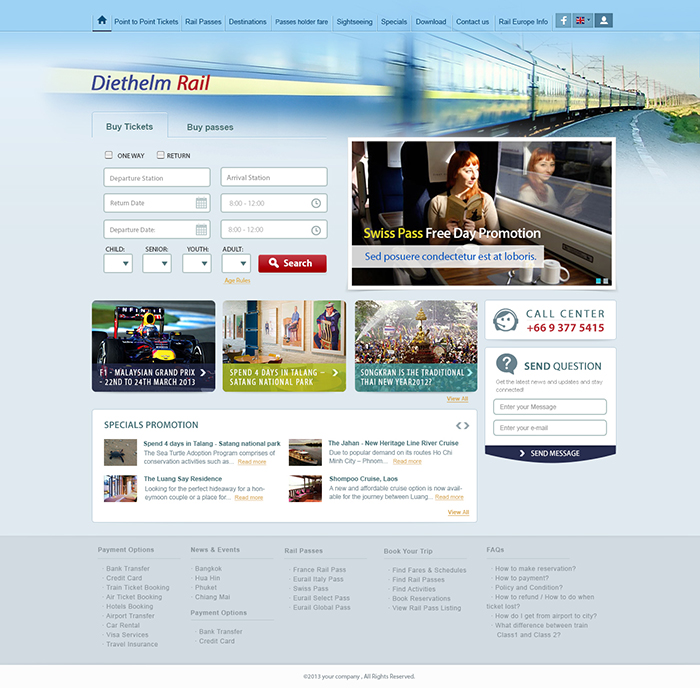 Point to Point Tickets Rail Passes Destinations Passes holder fare Sightseeing Specials Download Contact us Rail Europe Info
Diethelm Rail
Buy Tickets Buy passes
ONE WAY RETURN
Departure Station Arrival Station
Return Date 8:00 - 12:00
Departure Date. 8:00 - 12:00
CHILD: SENIOR: YOUTH: ADULT:
Search
Age Rules
Swiss Pass Free Day Promotion
Sed posuere condectetur est at loboris.
INFINITI
F1 - MALAYSIAN GRAND PRIX
- 22ND TO 24TH MARCH 2013
SPEND 4 DAYS IN TALANG –
SATANG NATIONAL PARK
SONGKRAN IS THE TRADITIONAL
THAI NEW YEAR2012?
View All
CALL CENTER
+66 9 377 5415
SEND QUESTION
Get the latest news and updates and stay
connected!
Enter your Message
Enter your e-mail
SEND MESSAGE
SPECIALS PROMOTION
Spend 4 days in Talang - Satang national park
The Sea Turtle Adoption Program comprises of
conservation activities such as... Read more
The Jahan - New Heritage Line River Cruise
Due to popular demand on its routes Ho Chi
Minh City – Phnom... Read more
The Luang Say Residence
Looking for the perfect hideaway for a hon-
eymoon couple or a place for... Read more
Shompoo Cruise, Laos
A new and affordable cruise option is now avail-
able for the journey between Luang... Read more
View All
Payment Options
· Bank Transfer
· Credit Card
· Train Ticket Booking
· Air Ticket Booking
· Hotels Booking
· Airport Transfer
· Car Rental
· Visa Services
· Travel Insurance
News & Events
· Bangkok
· Hua Hin
· Phuket
· Chiang Mai
Payment Options
· Bank Transfer
· Credit Card
Rail Passes
· France Rail Pass
· Eurail Italy Pass
· Swiss Pass
· Eurail Select Pass
· Eurail Global Pass
Book Your Trip
· Find Fares & Schedules
· Find Rail Passes
· Find Activities
· Book Reservations
· View Rail Pass Listing
FAQs
· How to make reservation?
· How to payment?
· Policy and Condition?
· How to refund / How to do when
ticket lost?
· How do I get from airport to city?
· What difference between train
Class1 and Class 2?
©2013 your company , All Rights Reserved.